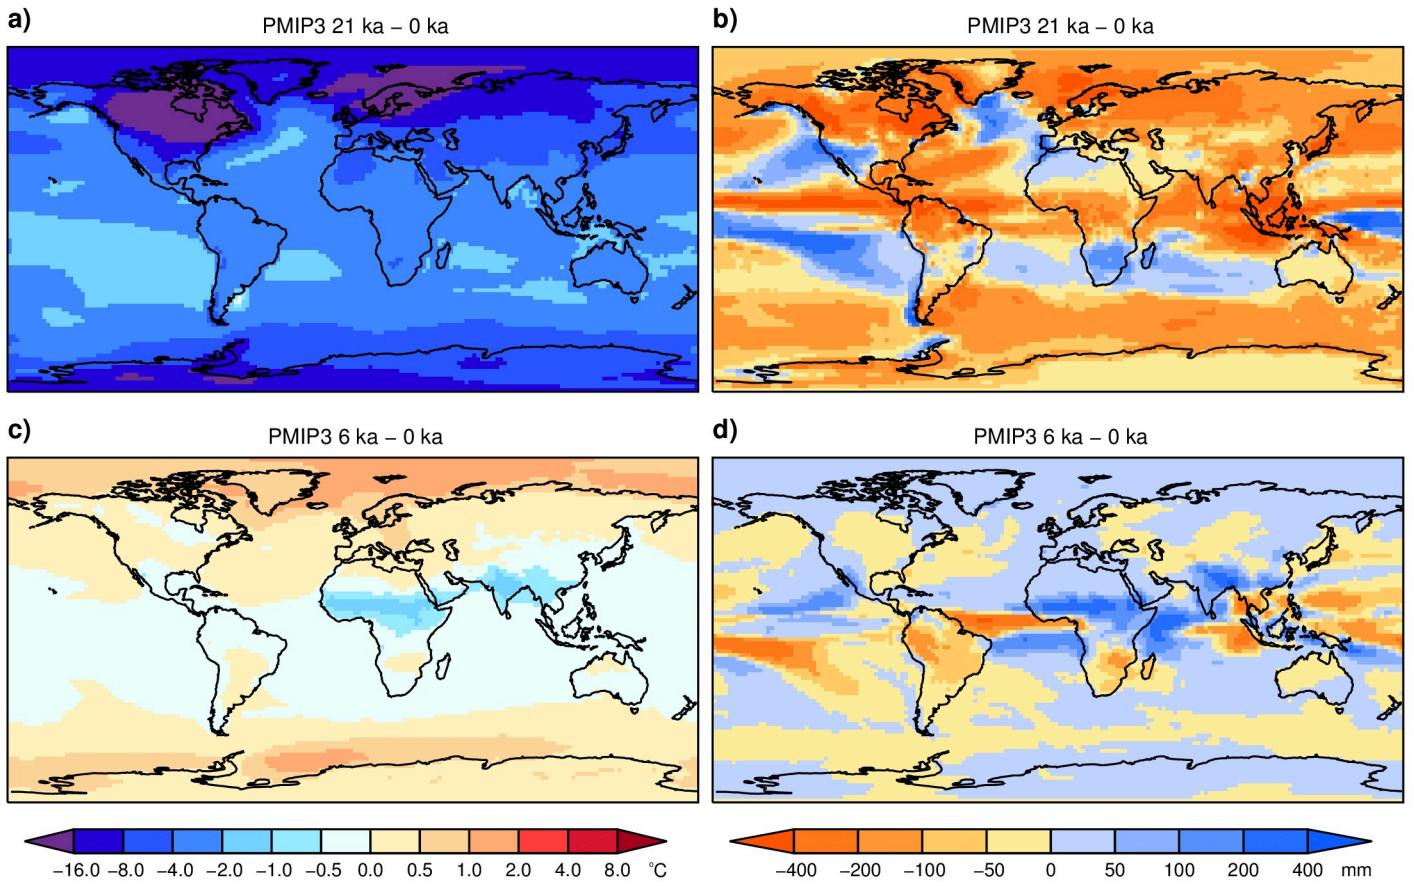 a) PMIP3 21 ka − 0 ka
b) PMIP3 21 ka − 0 ka
c) PMIP3 6 ka − 0 ka
d) PMIP3 6 ka − 0 ka
−16.0 −8.0 −4.0 −2.0 −1.0 −0.5 0.0 0.5 1.0 2.0 4.0 8.0 °C
−400 −200 −100 −50 0 50 100 200 400 mm